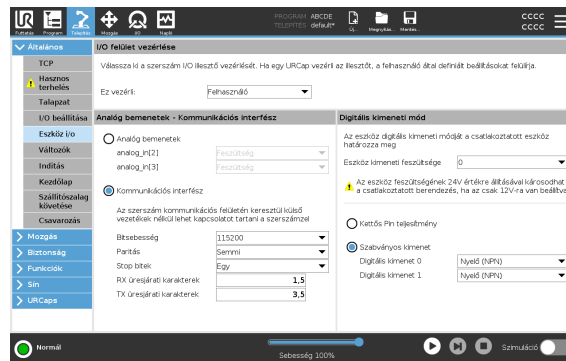 PROGRAM ABCDE
TELEPÍTÉS default*
Futtatás Program Telepítés Mozgás I/O Napló Új... Megnyitás... Mentés...
CCCC
CCCC
Általános
TCP
Hasznos terhelés
Talapzat
I/O beállítása
Eszköz i/o
Változók
Indítás
Kezdőlap
Szállítószalag követése
Csavarozás
Mozgás
Biztonság
Funkciók
Sín
URCaps
I/O felület vezérlése
Válassza ki a szerszám I/O illesztő vezérlését. Ha egy URCap vezérli az illesztőt, a felhasználó által definiált beállításokat felülírja.
Ez vezérli: Felhasználó
Analóg bemenetek - Kommunikációs interfész
Analóg bemenetek
analog_in[2] Feszültség
analog_in[3] Feszültség
Kommunikációs interfész
Az szerszám kommunikációs felületén keresztül külső
vezetékek nélkül lehet kapcsolatot tartani a szerszámzel
Bitsebesség 115200
Paritás Semmi
Stop bitek Egy
RX üresjárati karakterek 1,5
TX üresjárati karakterek 3,5
Digitális kimeneti mód
Az eszköz digitális kimeneti módját a csatlakoztatott eszköz
határozza meg
Eszköz kimeneti feszültsége 0
Az eszköz feszültségének 24V értékre állításával károsodhat
a csatlakoztatott berendezés, ha az csak 12V-ra van beállítva
Kettős Pin teljesítmény
Szabványos kimenet
Digitális kimenet 0 Nyelő (NPN)
Digitális kimenet 1 Nyelő (NPN)
Normál
Sebesség 100%
Szimuláció